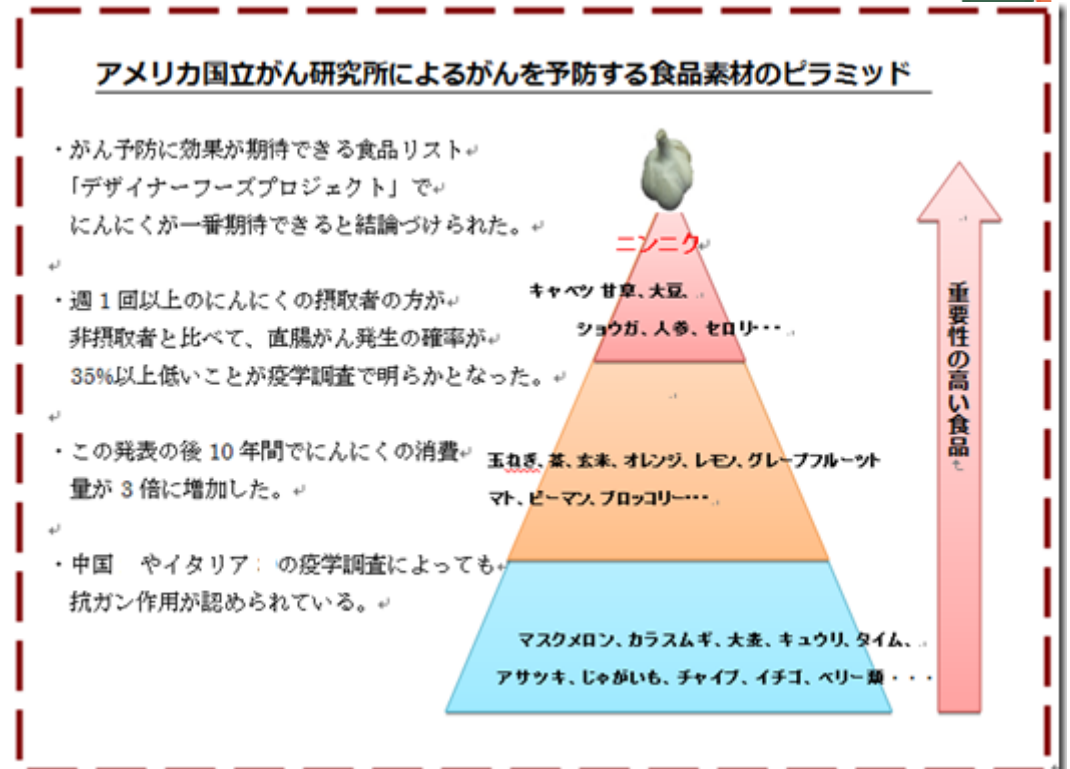 アメリカ国立がん研究所によるがんを予防する食品素材のピラミッド
・がん予防に効果が期待できる食品リスト
「デザイナーフーズプロジェクト」で
にんにくが一番期待できると結論づけられた。
・週1回以上のにんにくの摂取者の方が
非摂取者と比べて、直腸がん発生の確率が
35%以上低いことが疫学調査で明らかとなった。
・この発表の後10年間でにんにくの消費
量が3倍に増加した。
・中国　やイタリア　の疫学調査によっても
抗ガン作用が認められている。
ニンニク
キャベツ 甘草、大豆、
ショウガ、人参、セロリ・・・
玉ねぎ、茶、玄米、オレンジ、レモン、グレープフルーツト
マト、ピーマン、ブロッコリー・・・
マスクメロン、カラスムギ、大麦、キュウリ、タイム、
アサツキ、じゃがいも、チャイブ、イチゴ、ベリー類・・・
重要性の高い食品